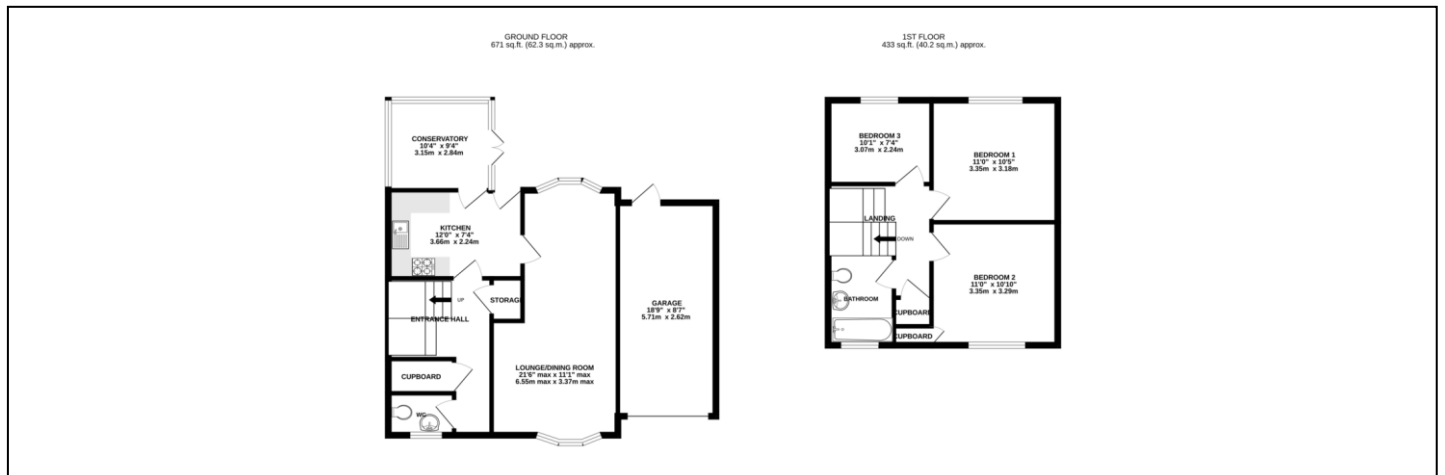 GROUND FLOOR
671 sq.ft. (62.3 sq.m.) approx.
CONSERVATORY
10'4" x 9'4"
3.15m x 2.84m
KITCHEN
12'0" x 7'4"
3.66m x 2.24m
UP
STORAGE
ENTRANCE HALL
CUPBOARD
WC
LOUNGE/DINING ROOM
21'6" max x 11'1" max
6.55m max x 3.37m max
GARAGE
18'9" x 8'7"
5.71m x 2.62m
1ST FLOOR
433 sq.ft. (40.2 sq.m.) approx.
BEDROOM 3
10'1" x 7'4"
3.07m x 2.24m
BEDROOM 1
11'0" x 10'5"
3.35m x 3.18m
LANDING
DOWN
BEDROOM 2
11'0" x 10'10"
3.35m x 3.29m
BATHROOM
CUPBOARD
CUPBOARD